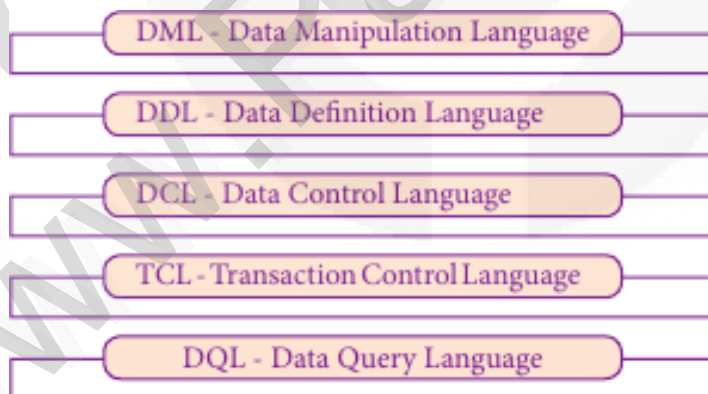 DML - Data Manipulation Language
DDL - Data Definition Language
DCL - Data Control Language
TCL - Transaction Control Language
DQL - Data Query Language